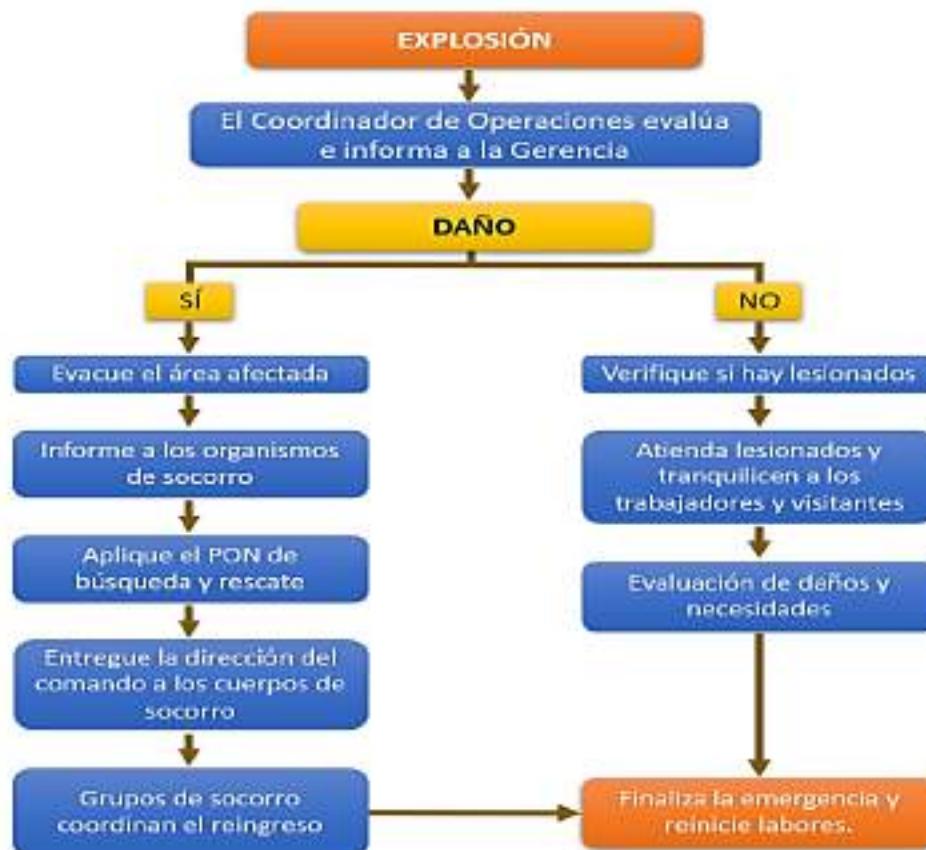 EXPLOSIÓN
El Coordinador de Operaciones evalúa
e informa a la Gerencia
DAÑO
SÍ
NO
Evacue el área afectada
Informe a los organismos
de socorro
Aplique el PON de
búsqueda y rescate
Entregue la dirección del
comando a los cuerpos de
socorro
Grupos de socorro
coordinan el reingreso
Verifique si hay lesionados
Atienda lesionados y
tranquilicen a los
trabajadores y visitantes
Evaluación de daños y
necesidades
Finaliza la emergencia y
reinicie labores.